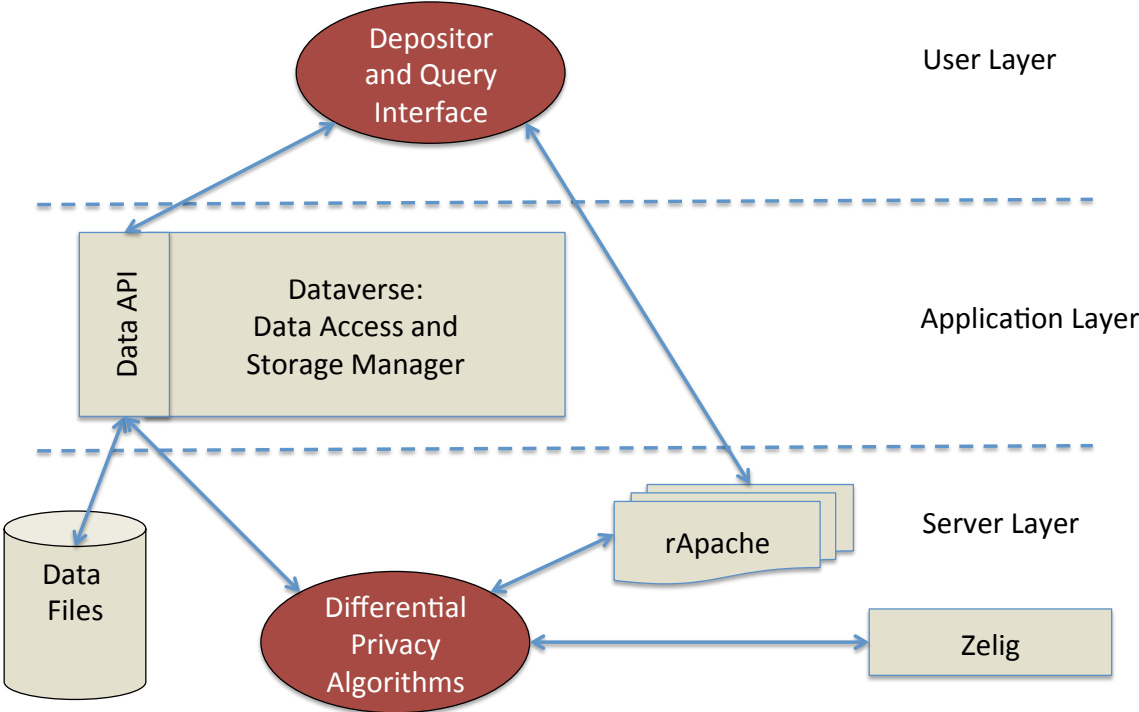 Depositor
and Query
Interface
User Layer
Data API
Dataverse:
Data Access and
Storage Manager
Application Layer
Server Layer
rApache
Data
Files
Differential
Privacy
Algorithms
Zelig